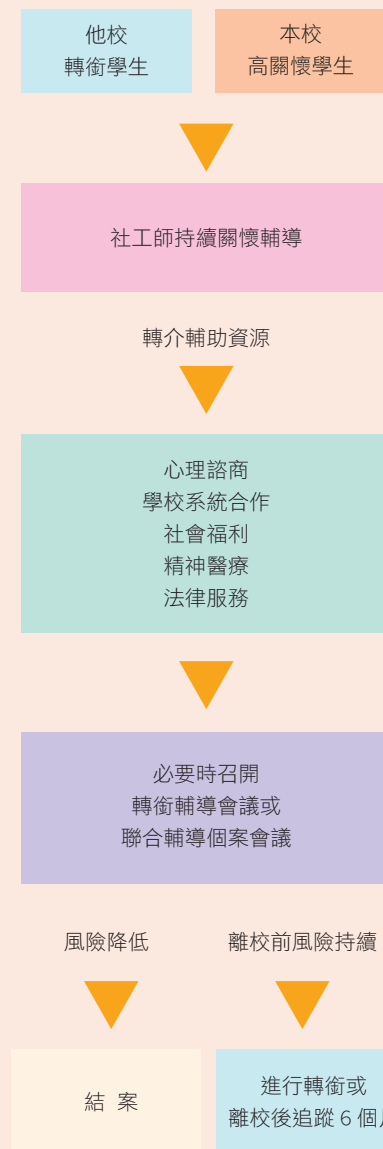 他校
轉銜學生
本校
高關懷學生
社工師持續關懷輔導
轉介輔助資源
心理諮商
學校系統合作
社會福利
精神醫療
法律服務
必要時召開
轉銜輔導會議或
聯合輔導個案會議
風險降低
離校前風險持續
結 案
進行轉銜或
離校後追蹤 6 個